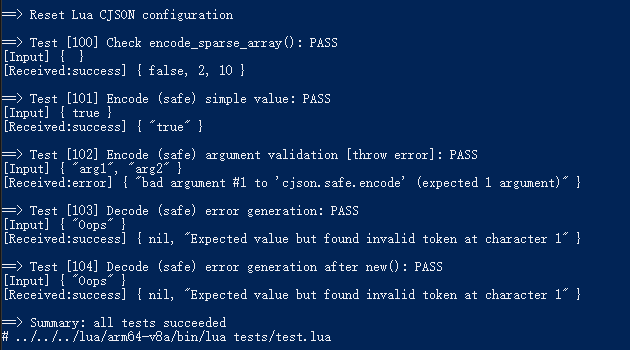 ==> Reset Lua CJSON configuration
==> Test [100] Check encode_sparse_array(): PASS
[Input] {  }
[Received:success] { false, 2, 10 }
==> Test [101] Encode (safe) simple value: PASS
[Input] { true }
[Received:success] { "true" }
==> Test [102] Encode (safe) argument validation [throw error]: PASS
[Input] { "arg1", "arg2" }
[Received:error] { "bad argument #1 to 'cjson.safe.encode' (expected 1 argument)" }
==> Test [103] Decode (safe) error generation: PASS
[Input] { "Oops" }
[Received:success] { nil, "Expected value but found invalid token at character 1" }
==> Test [104] Decode (safe) error generation after new(): PASS
[Input] { "Oops" }
[Received:success] { nil, "Expected value but found invalid token at character 1" }
==> Summary: all tests succeeded
# ../../../lua/arm64-v8a/bin/lua tests/test.lua